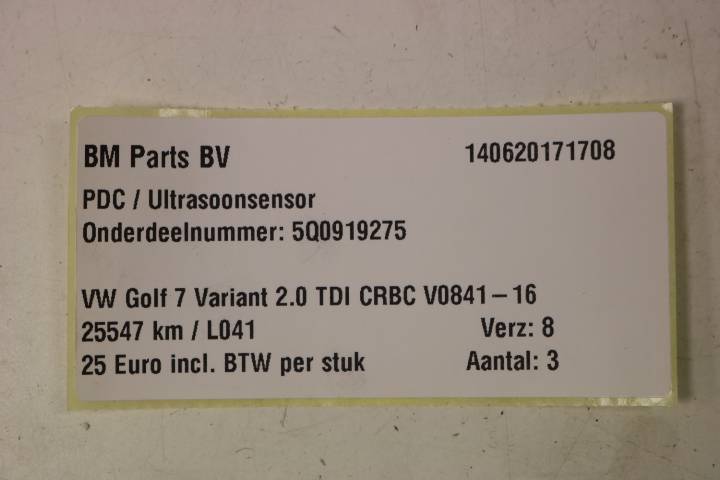 BM Parts BV 140620171708
PDC / Ultrasoonsensor
Onderdeelnummer: 5Q0919275
VW Golf 7 Variant 2.0 TDI CRBC V0841-16
25547 km / L041 Verz: 8
25 Euro incl. BTW per stuk Aantal: 3